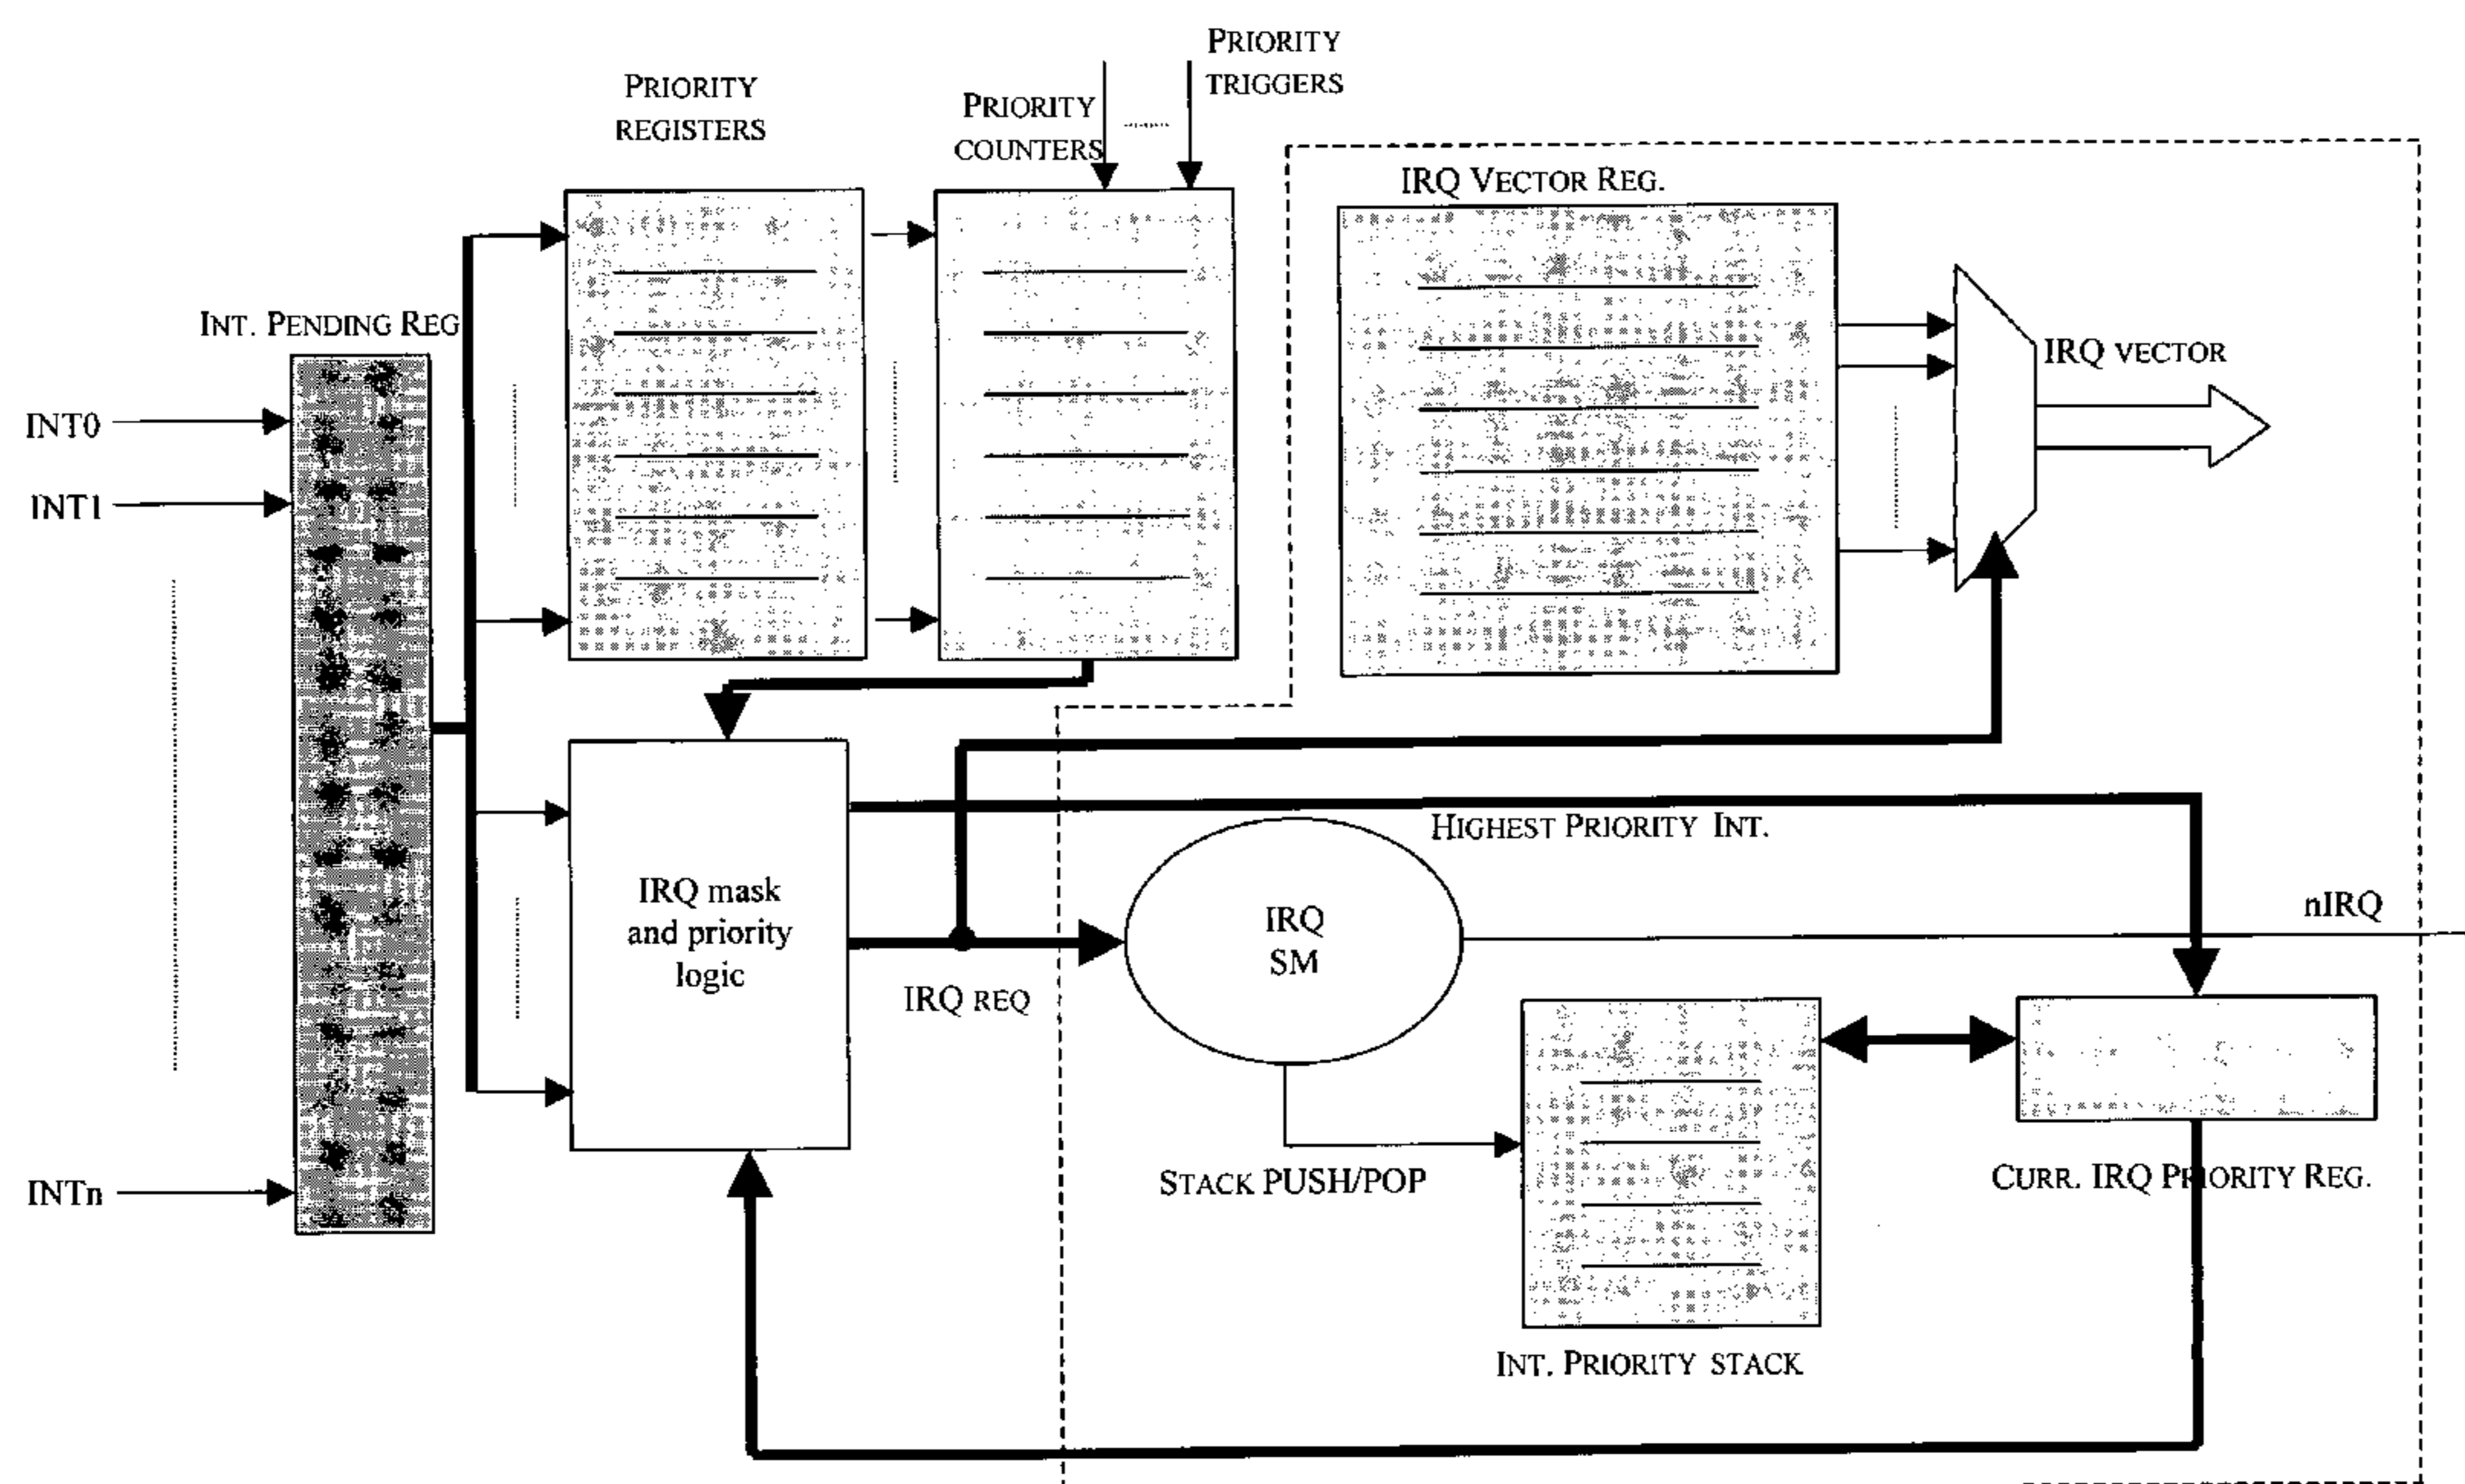 PRIORITY
TRIGGERS
PRIORITY
REGISTERS
PRIORITY
COUNTERS
IRQ VECTOR REG.
INT. PENDING REG
IRQ VECTOR
INT0
INT1
INTn
IRQ mask
and priority
logic
HIGHEST PRIORITY INT.
IRQ
SM
nIRQ
IRQ REQ
STACK PUSH/POP
CURR. IRQ PRIORITY REG.
INT. PRIORITY STACK